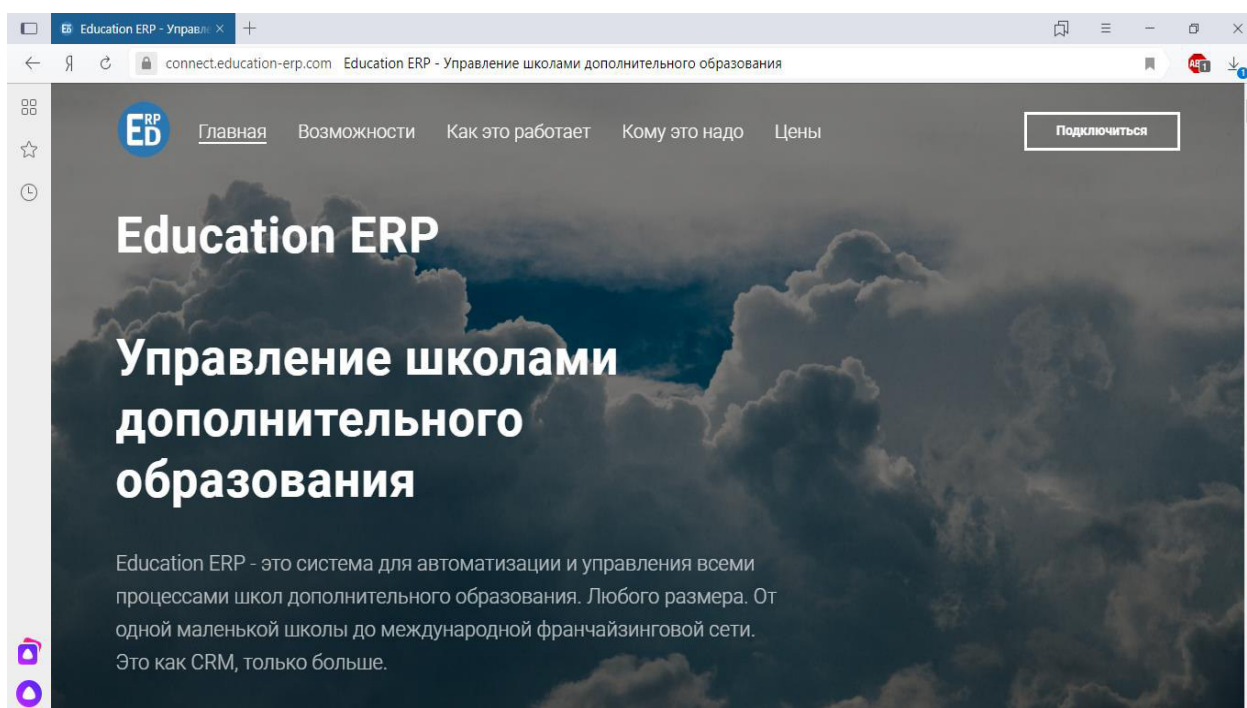 Education ERP - Управле
connect.education-erp.com Education ERP - Управление школами дополнительного образования
ERP
ED
Главная Возможности Как это работает Кому это надо Цены
Подключиться
Education ERP
Управление школами
дополнительного
образования
Education ERP - это система для автоматизации и управления всеми
процессами школ дополнительного образования. Любого размера. От
одной маленькой школы до международной франчайзинговой сети.
Это как CRM, только больше.